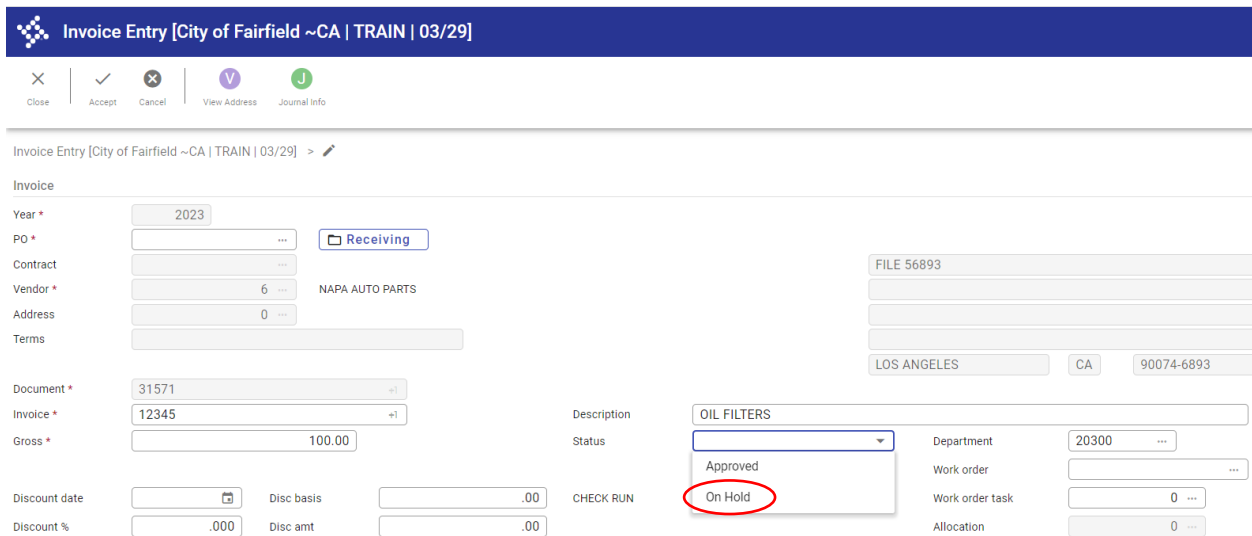 Invoice Entry [City of Fairfield ~CA | TRAIN | 03/29]
Close Accept Cancel V View Address J Journal Info
Invoice Entry [City of Fairfield ~CA | TRAIN | 03/29] >
Invoice
Year * 2023
PO * ... Receiving
Contract ... FILE 56893
Vendor * 6 ... NAPA AUTO PARTS
Address 0 ...
Terms
LOS ANGELES CA 90074-6893
Document * 31571 +1
Invoice * 12345 +1 Description OIL FILTERS
Gross * 100.00 Status Department 20300 ...
Approved Work order ...
Discount date Disc basis .00 CHECK RUN On Hold Work order task 0 ...
Discount % .000 Disc amt .00 Allocation 0 ...